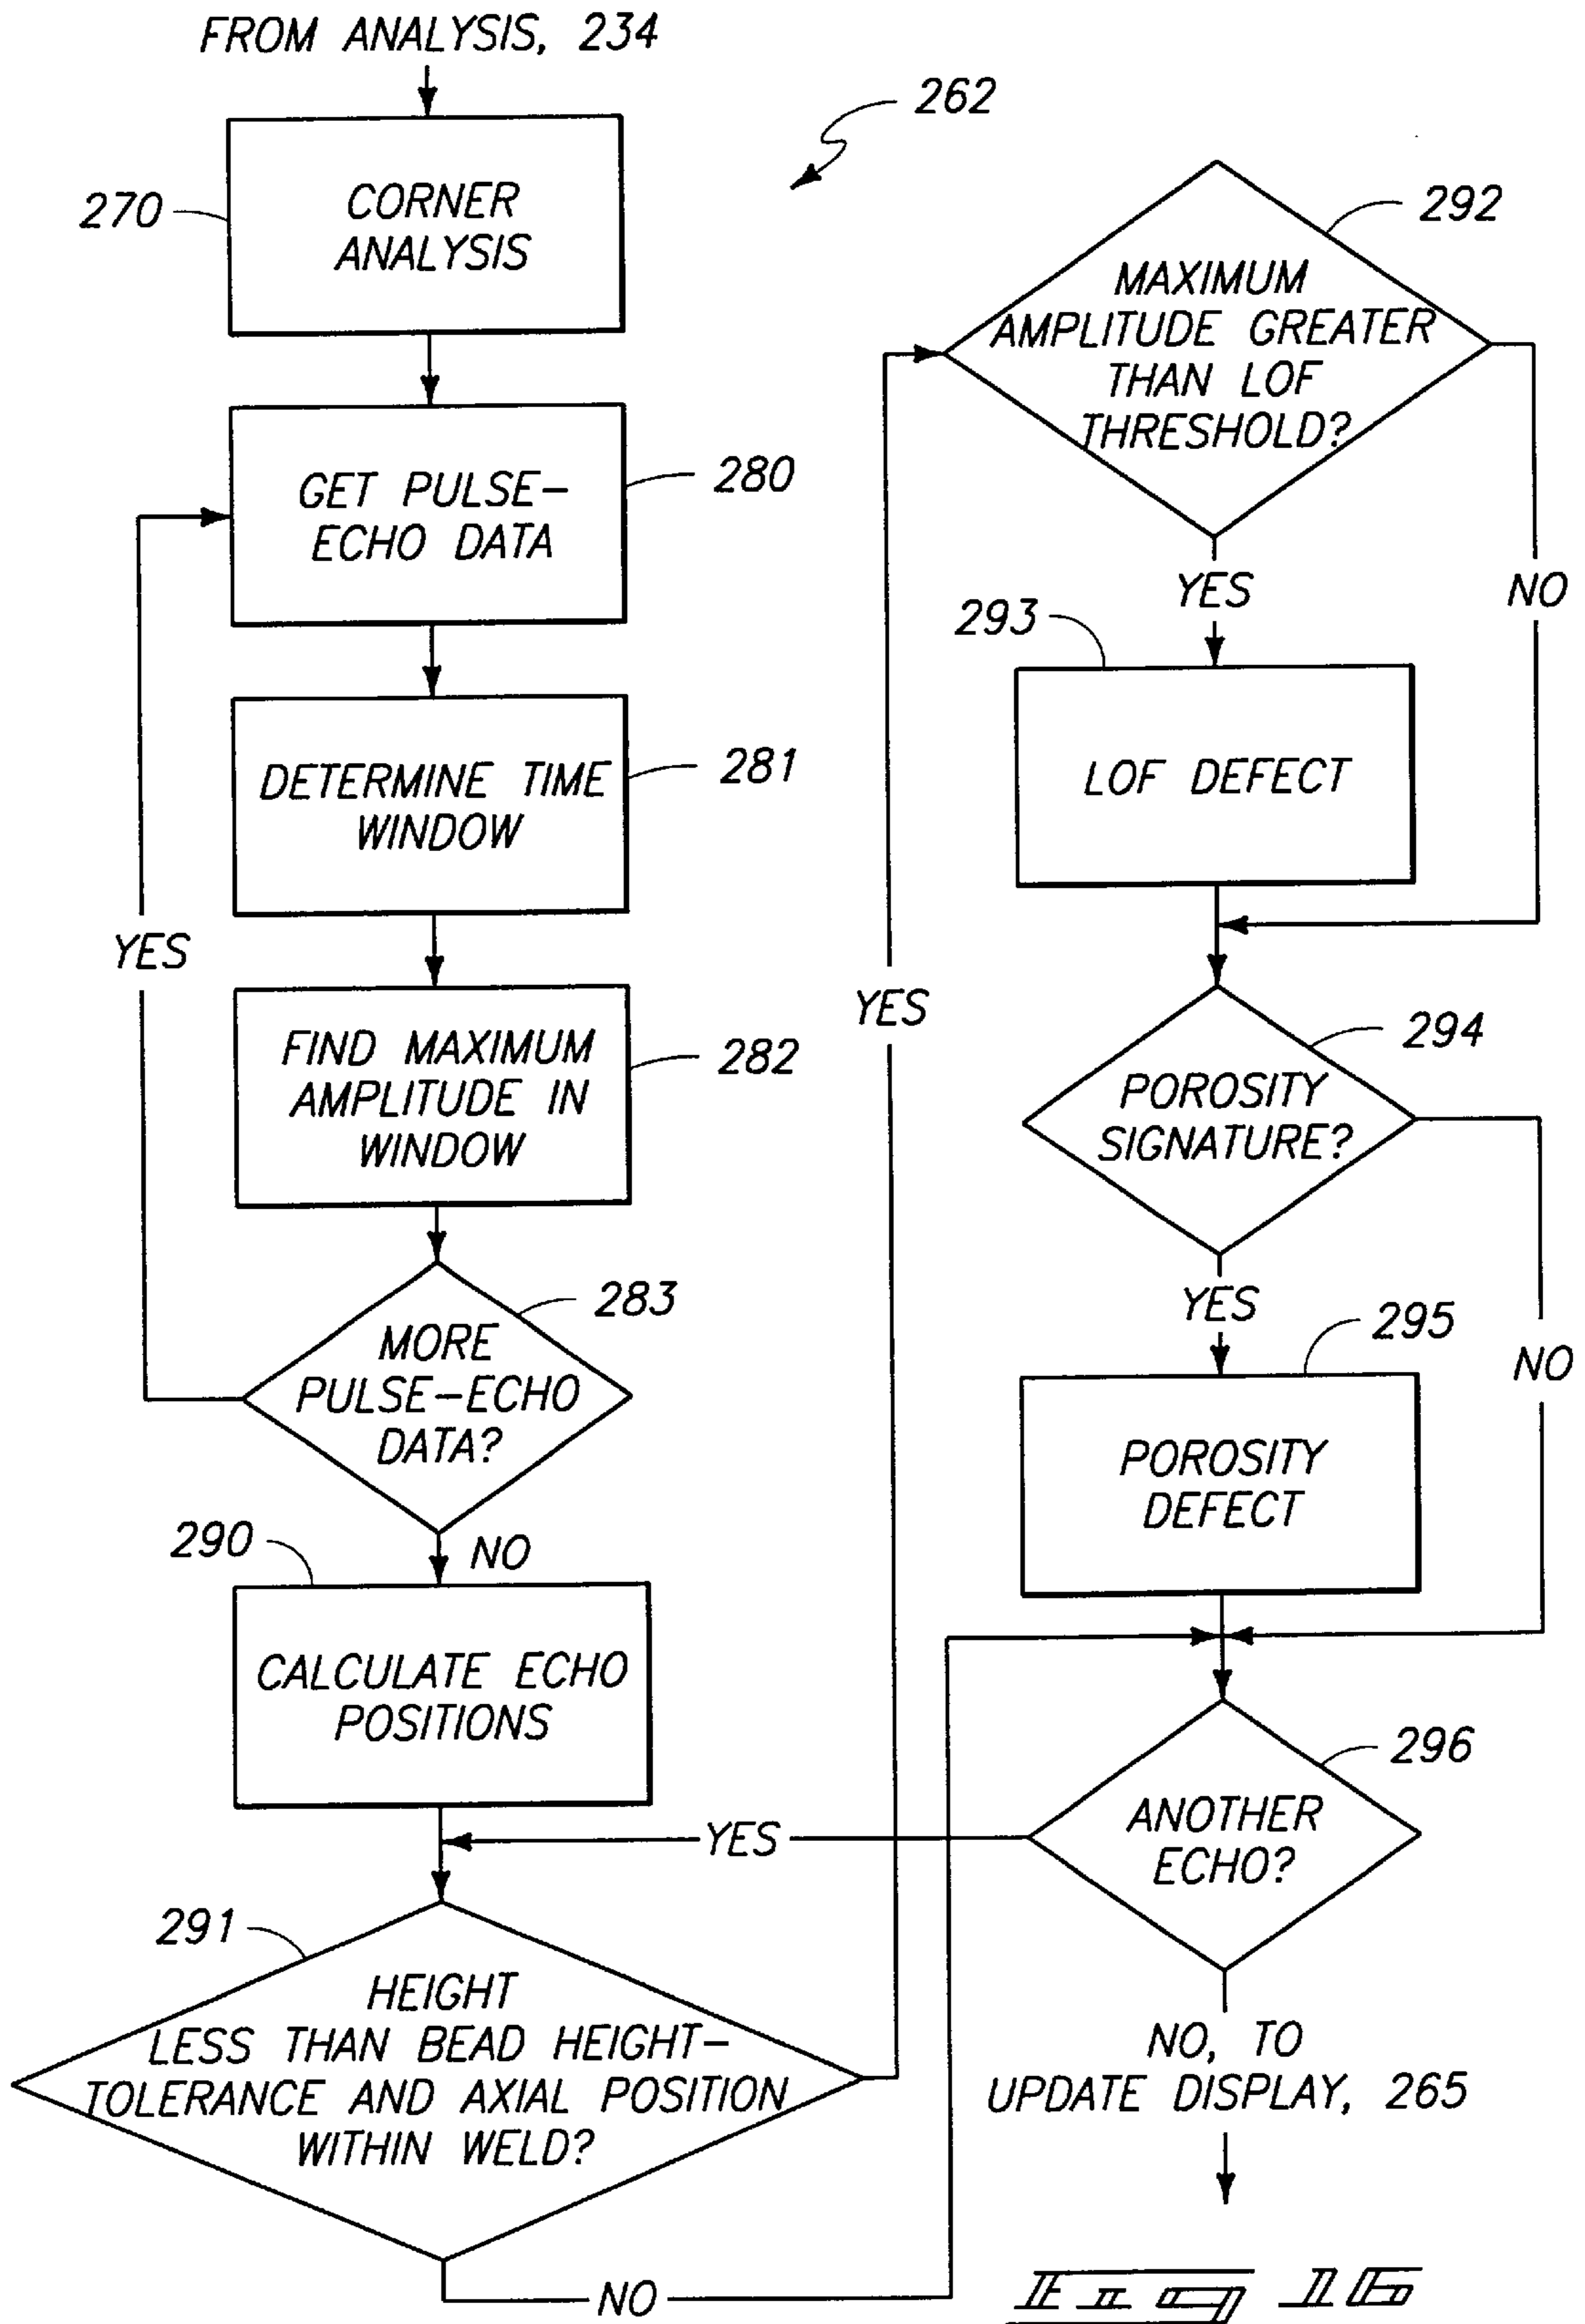 FROM ANALYSIS, 234
262
270
CORNER
ANALYSIS
GET PULSE-
ECHO DATA
280
DETERMINE TIME
WINDOW
281
YES
FIND MAXIMUM
AMPLITUDE IN
WINDOW
282
MORE
PULSE-ECHO
DATA?
283
NO
290
CALCULATE ECHO
POSITIONS
YES
291
HEIGHT
LESS THAN BEAD HEIGHT-
TOLERANCE AND AXIAL POSITION
WITHIN WELD?
NO
YES
292
MAXIMUM
AMPLITUDE GREATER
THAN LOF
THRESHOLD?
YES
NO
293
LOF DEFECT
294
POROSITY
SIGNATURE?
YES
NO
295
POROSITY
DEFECT
296
ANOTHER
ECHO?
NO, TO
UPDATE DISPLAY, 265
Fig 16